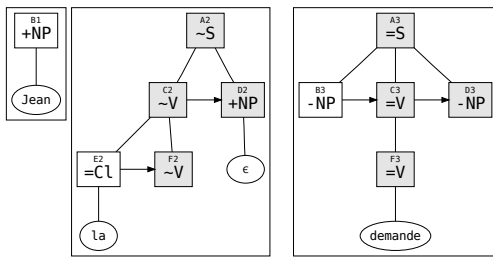 B1
+NP
Jean
A2
~S
C2
~V
D2
+NP
E2
=Cl
F2
~V
ϵ
la
A3
=S
B3
-NP
C3
=V
D3
-NP
F3
=V
demande